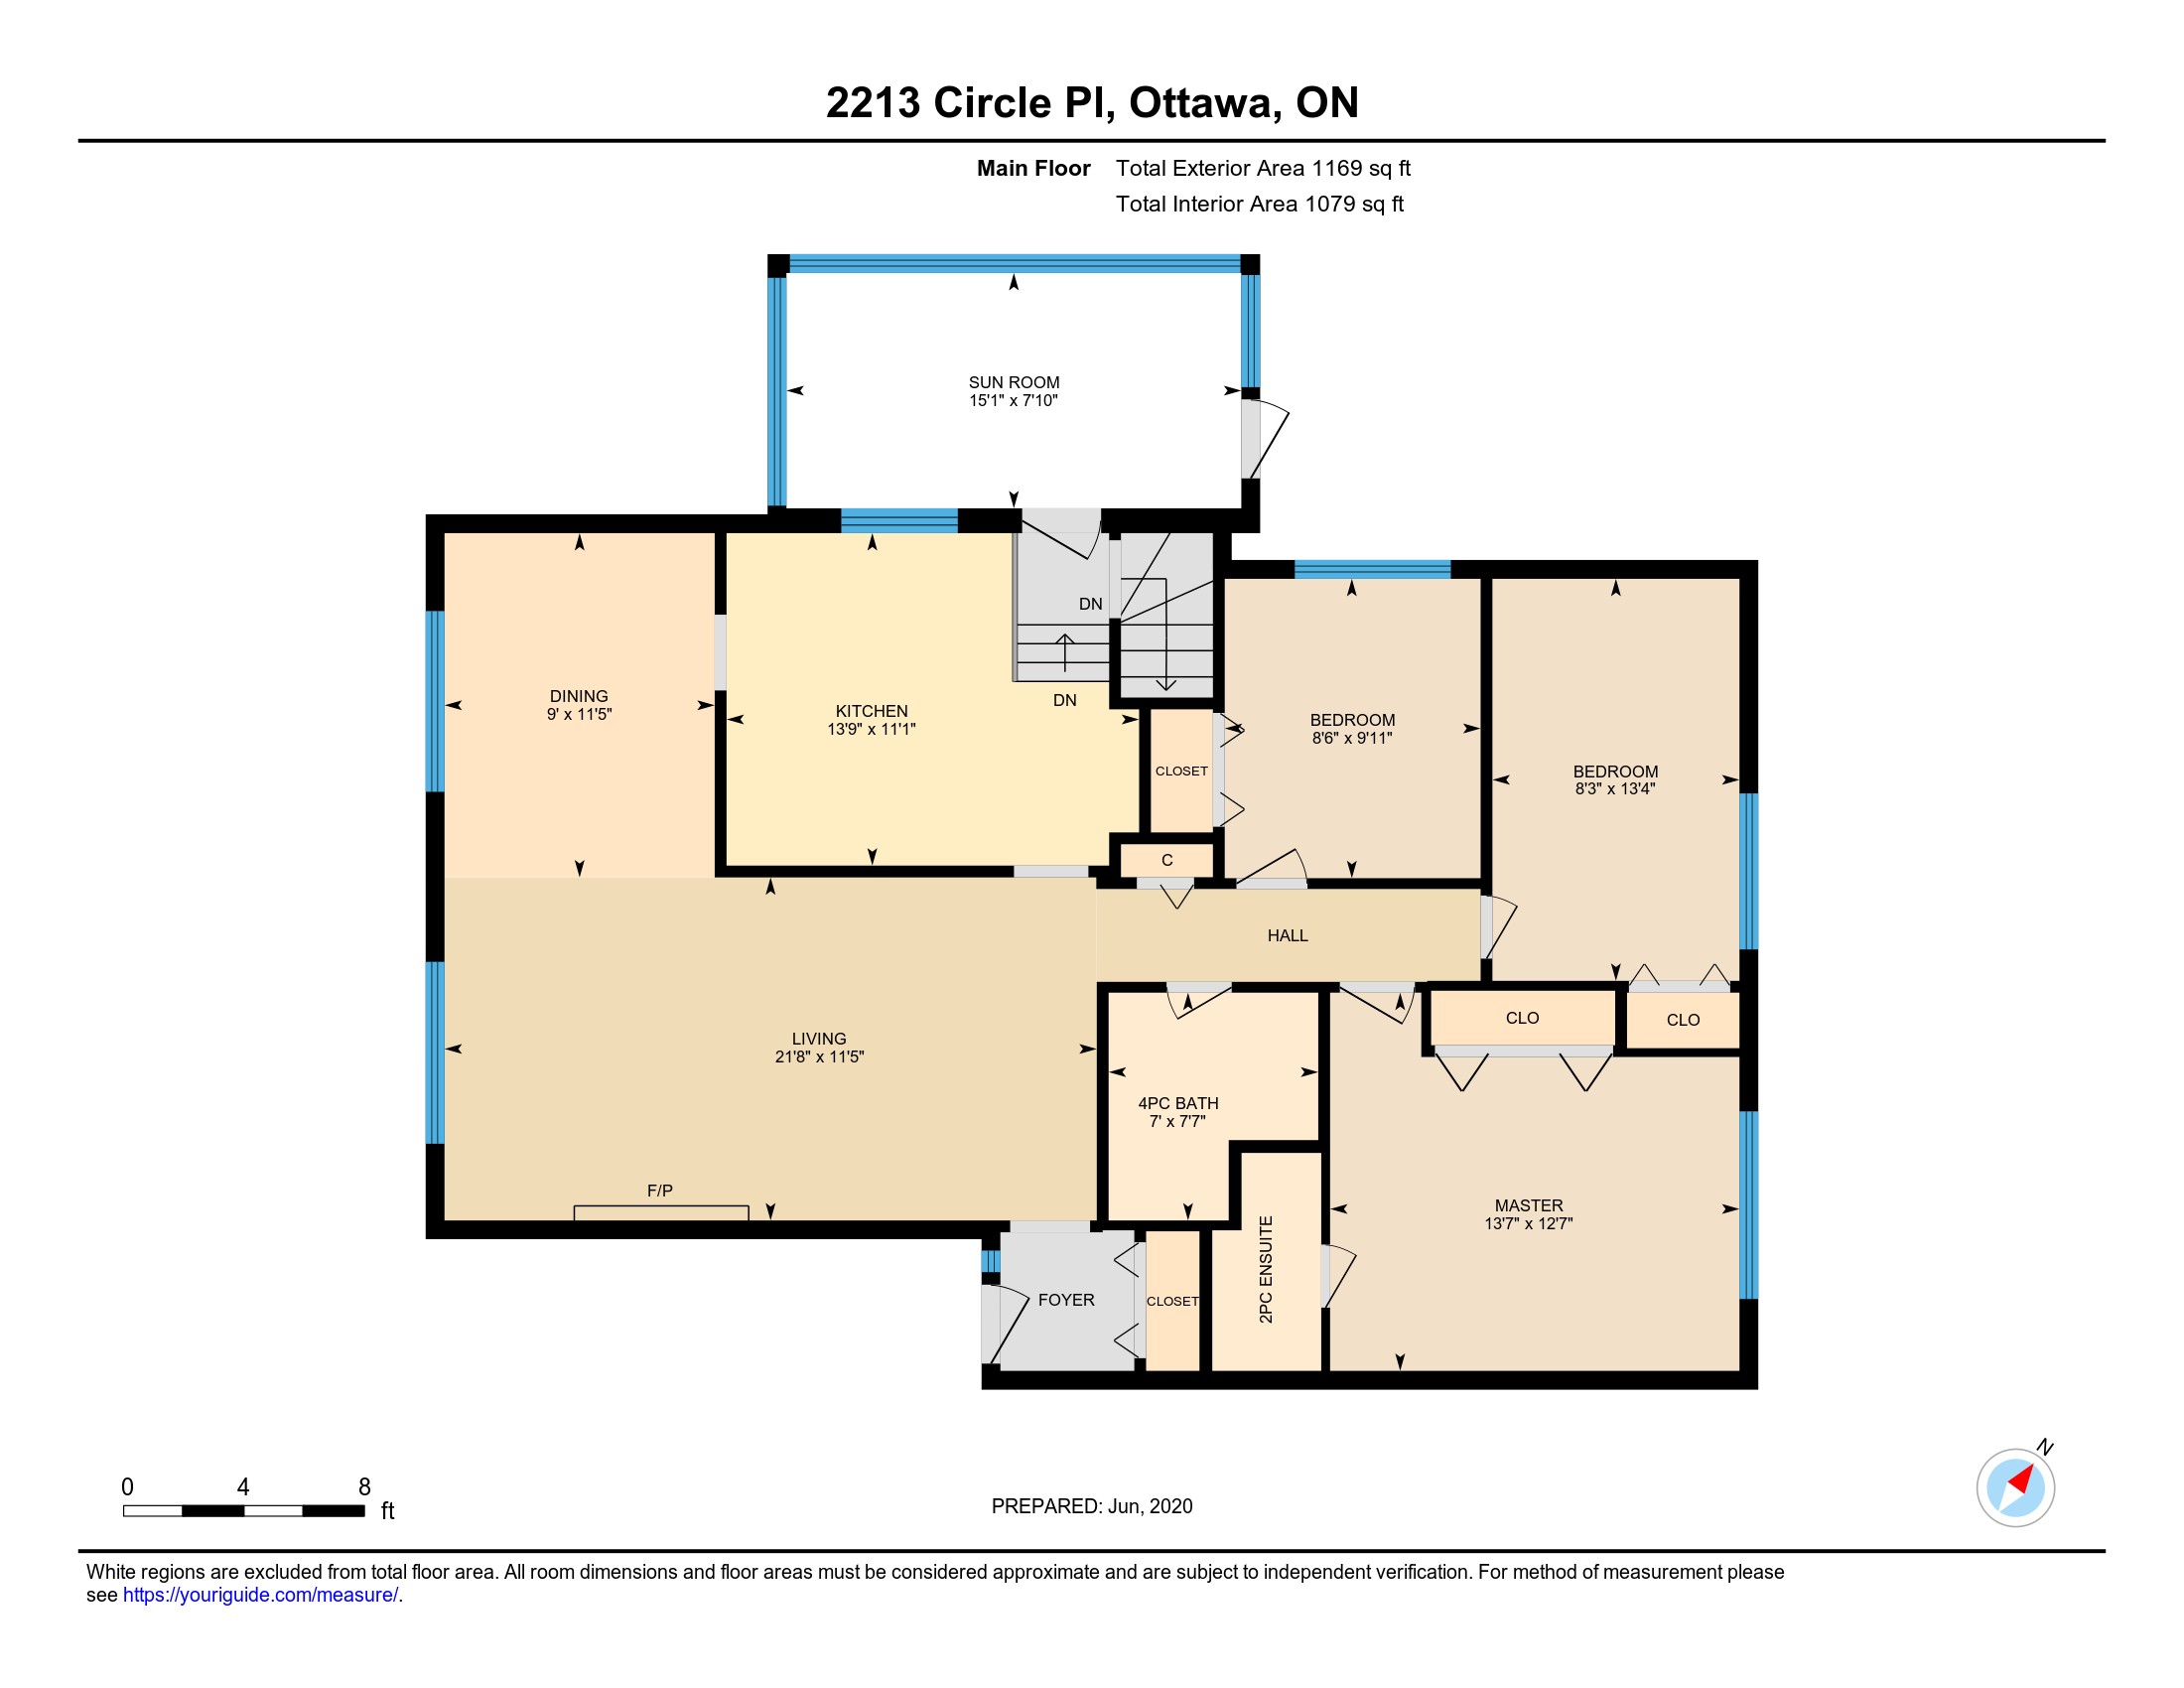 2213 Circle Pl, Ottawa, ON
Main Floor Total Exterior Area 1169 sq ft
Total Interior Area 1079 sq ft
SUN ROOM
15'1" x 7'10"
DN
DINING
9' x 11'5"
KITCHEN
13'9" x 11'1"
DN
BEDROOM
8'6" x 9'11"
CLOSET
BEDROOM
8'3" x 13'4"
C
HALL
CLO
CLO
LIVING
21'8" x 11'5"
4PC BATH
7' x 7'7"
F/P
MASTER
13'7" x 12'7"
2PC ENSUITE
FOYER
CLOSET
N
0 4 8
ft
PREPARED: Jun, 2020
White regions are excluded from total floor area. All room dimensions and floor areas must be considered approximate and are subject to independent verification. For method of measurement please
see https://youriguide.com/measure/.